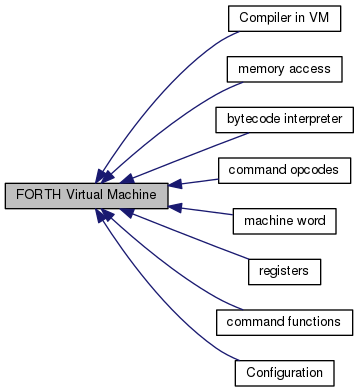 Compiler in VM
memory access
bytecode interpreter
command opcodes
FORTH Virtual Machine
machine word
registers
command functions
Configuration